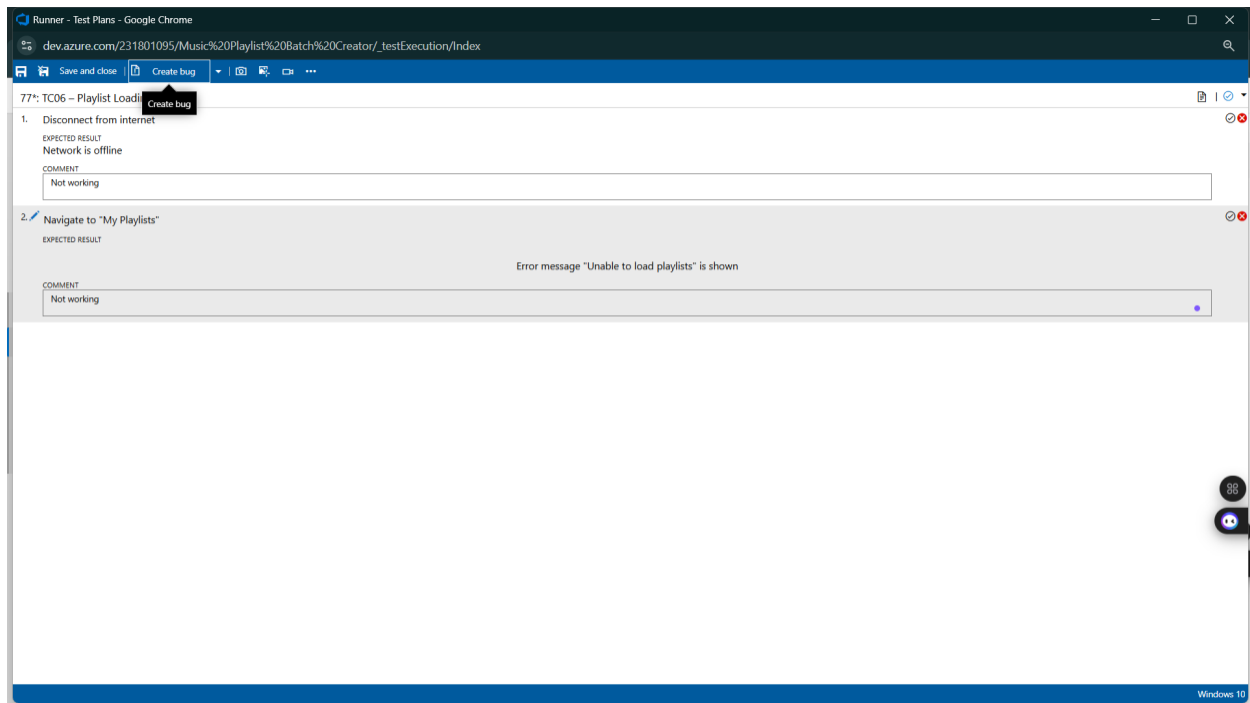 Runner - Test Plans - Google Chrome
dev.azure.com/231801095/Music%20Playlist%20Batch%20Creator/_testExecution/Index
Save and close | Create bug
77*: TC06 – Playlist Loadi
Create bug
1. Disconnect from internet
EXPECTED RESULT
Network is offline
COMMENT
Not working
2. Navigate to "My Playlists"
EXPECTED RESULT
Error message "Unable to load playlists" is shown
COMMENT
Not working
Windows 10